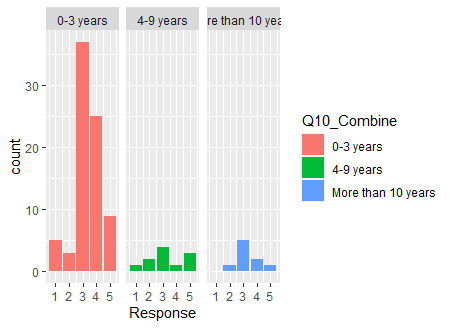 0-3 years 4-9 years re than 10 yea
30
20
10
0
count
1 2 3 4 5 1 2 3 4 5 1 2 3 4 5
Response
Q10_Combine
0-3 years
4-9 years
More than 10 years